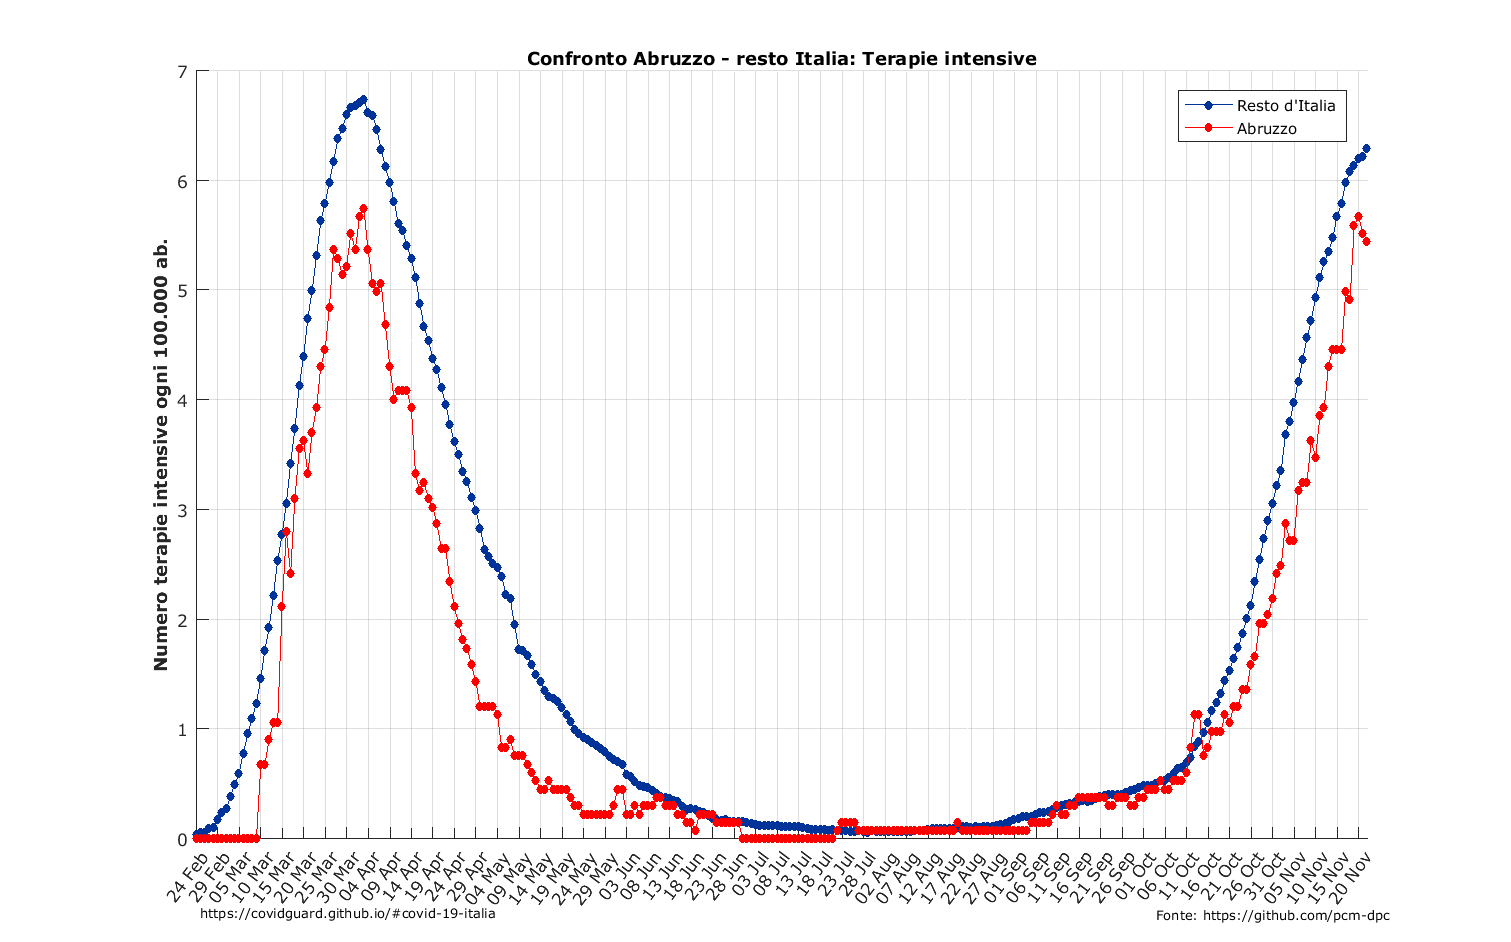 Confronto Abruzzo - resto Italia: Terapie intensive
Resto d'Italia
Abruzzo
Numero terapie intensive ogni 100.000 ab.
7
6
5
4
3
2
1
0
24 Feb
29 Feb
05 Mar
10 Mar
15 Mar
20 Mar
25 Mar
30 Mar
04 Apr
09 Apr
14 Apr
19 Apr
24 Apr
29 Apr
04 May
09 May
14 May
19 May
24 May
29 May
03 Jun
08 Jun
13 Jun
18 Jun
23 Jun
28 Jun
03 Jul
08 Jul
13 Jul
18 Jul
23 Jul
28 Jul
02 Aug
07 Aug
12 Aug
17 Aug
22 Aug
27 Aug
01 Sep
06 Sep
11 Sep
16 Sep
21 Sep
26 Sep
01 Oct
06 Oct
11 Oct
16 Oct
21 Oct
26 Oct
31 Oct
05 Nov
10 Nov
15 Nov
20 Nov
https://covidguard.github.io/#covid-19-italia
Fonte: https://github.com/pcm-dpc